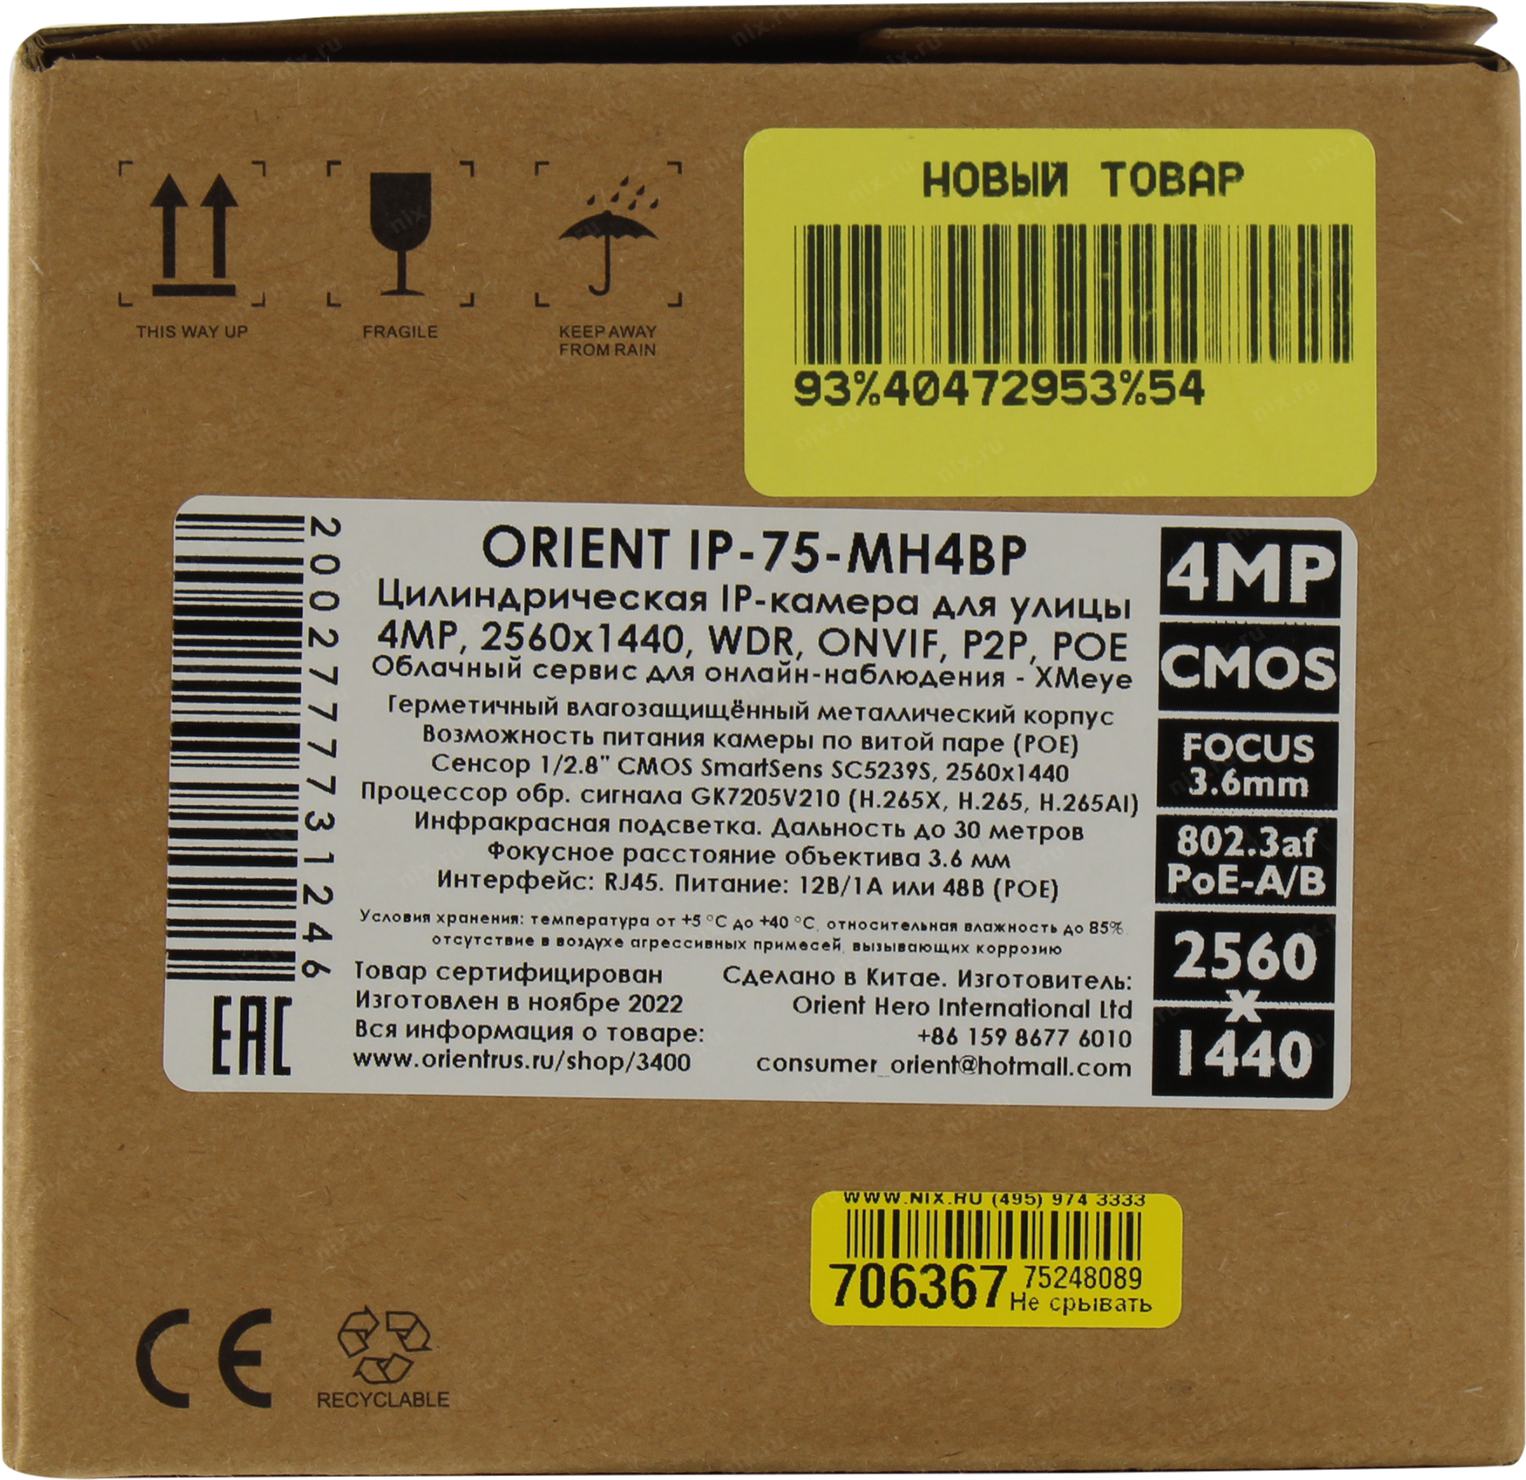 THIS WAY UP
FRAGILE
KEEP AWAY
FROM RAIN
НОВЫЙ ТОВАР
93%40472953%54
2002777731246
ORIENT IP-75-MH4BP
Цилиндрическая IP-камера для улицы
4MP, 2560x1440, WDR, ONVIF, P2P, POE
Облачный сервис для онлайн-наблюдения - XMeye
Герметичный влагозащищённый металлический корпус
Возможность питания камеры по витой паре (POE)
Сенсор 1/2.8" CMOS SmartSens SC5239S, 2560x1440
Процессор обр. сигнала GK7205V210 (H.265X, H.265, H.265AI)
Инфракрасная подсветка. Дальность до 30 метров
Фокусное расстояние объектива 3.6 мм
Интерфейс: RJ45. Питание: 12В/1А или 48В (POE)
Условия хранения: температура от +5 °C до +40 °C, относительная влажность до 85%
отсутствие в воздухе агрессивных примесей, вызывающих коррозию
Товар сертифицирован
Изготовлен в ноябре 2022
Вся информация о товаре:
www.orientrus.ru/shop/3400
Сделано в Китае. Изготовитель:
Orient Hero International Ltd
+86 159 8677 6010
consumer_orient@hotmail.com
EAC
4MP
CMOS
FOCUS
3.6mm
802.3af
PoE-A/B
2560
x
1440
WWW.NIX.RU (495) 974 3333
706367
75248089
Не срывать
CE
RECYCLABLE